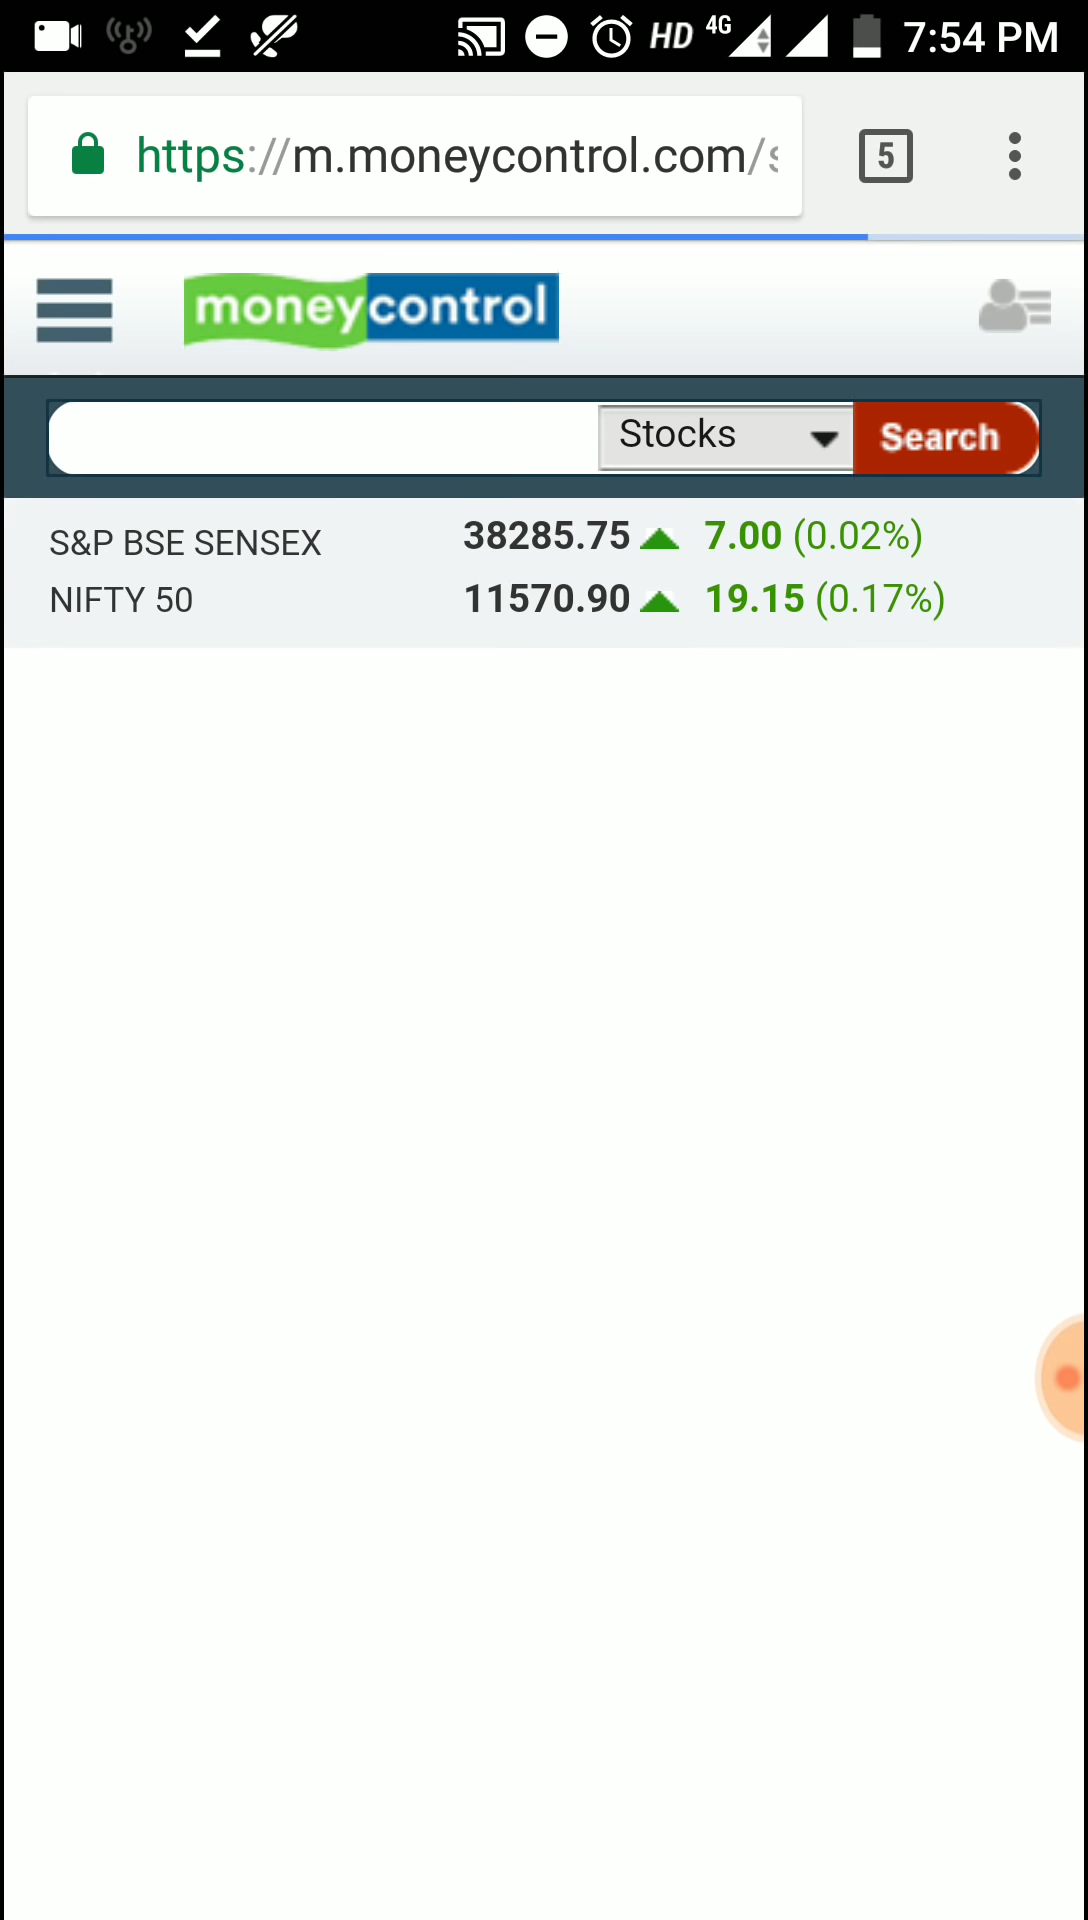 HD 4G 7:54 PM
https://m.moneycontrol.com/s
5
moneycontrol
Stocks Search
S&P BSE SENSEX 38285.75 7.00 (0.02%)
NIFTY 50 11570.90 19.15 (0.17%)